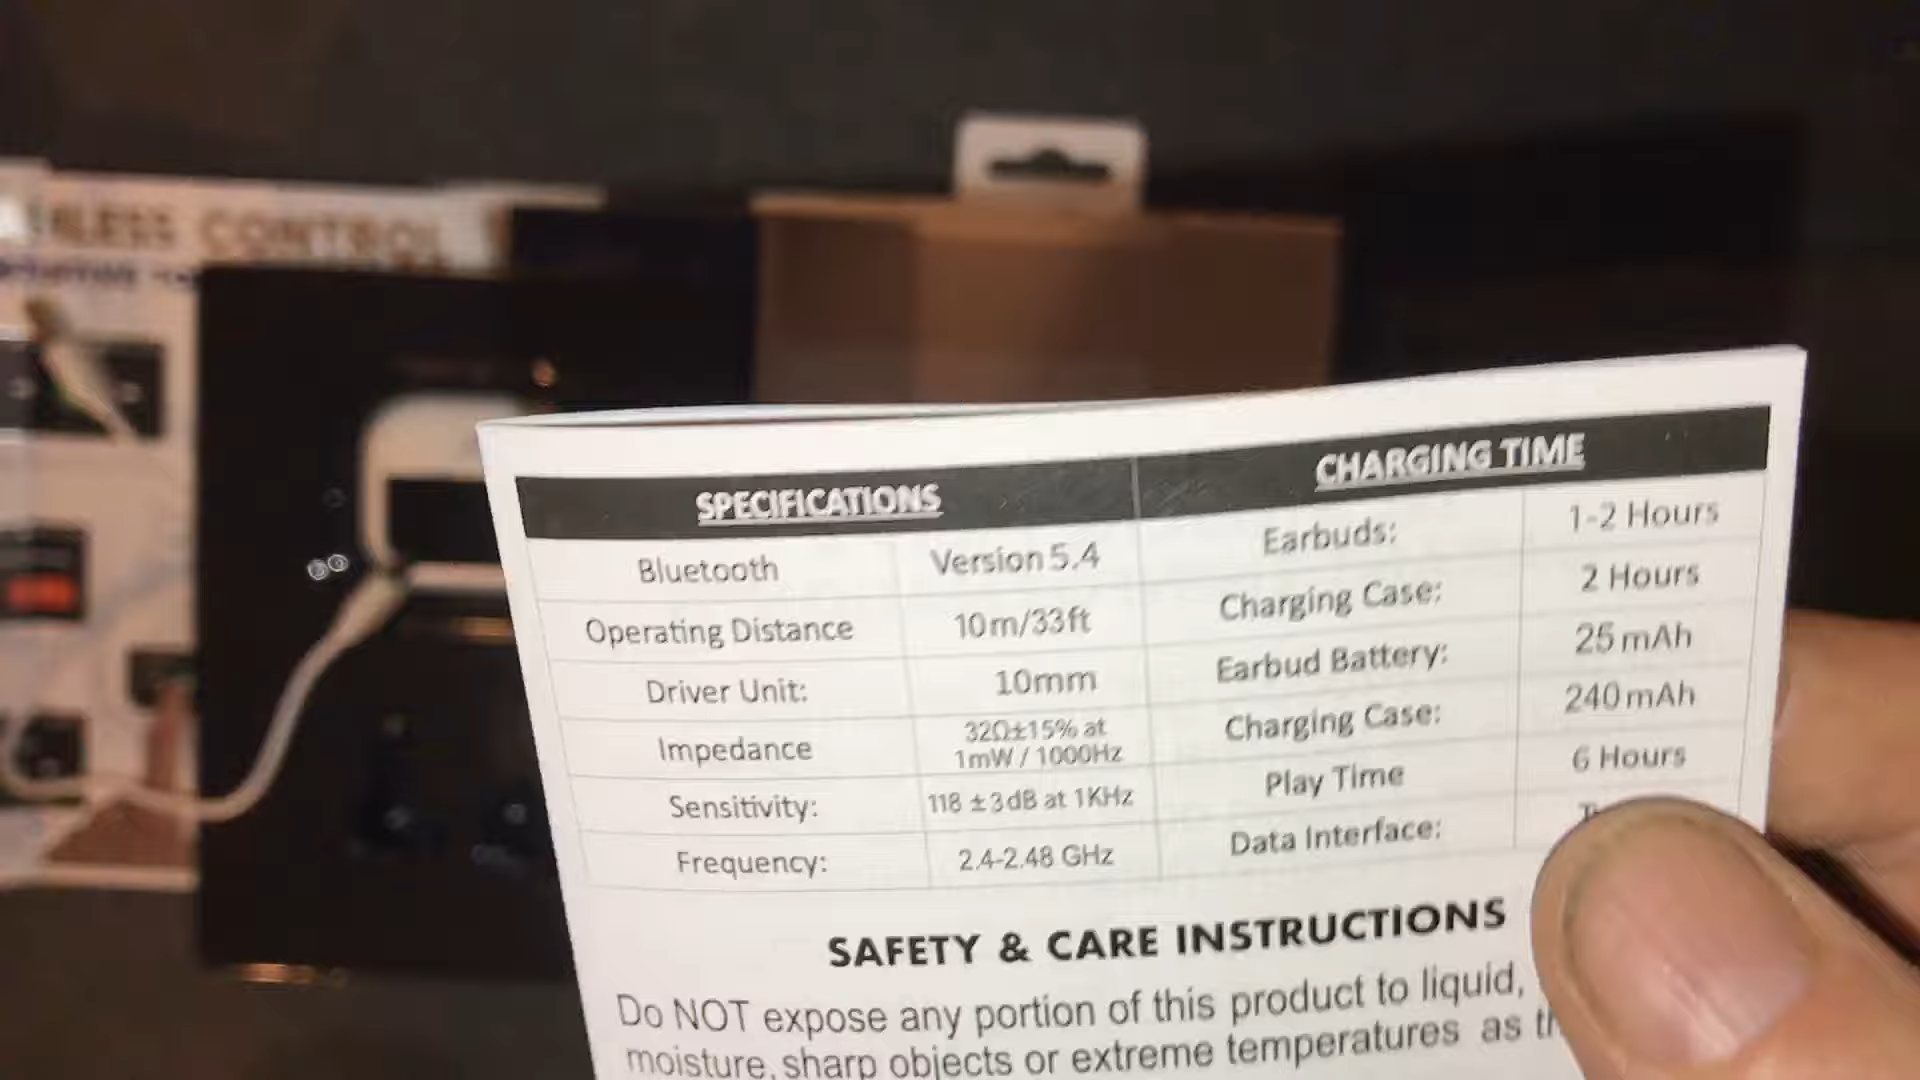 CONTROL
SPECIFICATIONS
Bluetooth Version 5.4
Operating Distance 10m/33ft
Driver Unit: 10mm
Impedance 32Ω±15% at
1mW / 1000Hz
Sensitivity: 118 ±3dB at 1KHz
Frequency: 2.4-2.48 GHz
CHARGING TIME
Earbuds: 1-2 Hours
Charging Case: 2 Hours
Earbud Battery: 25mAh
Charging Case: 240mAh
Play Time 6 Hours
Data Interface:
SAFETY & CARE INSTRUCTIONS
Do NOT expose any portion of this product to liquid,
moisture, sharp objects or extreme temperatures as